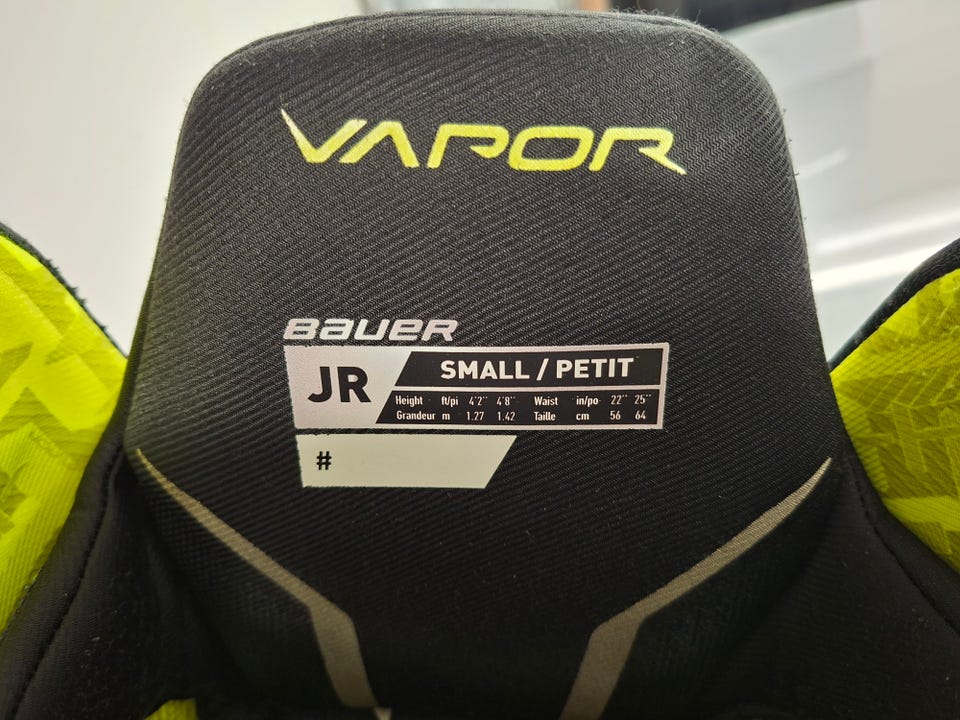 VAPOR
BAUER
JR
SMALL / PETIT
Height ft/pi 4'2'' 4'8'' Waist in/po 22'' 25''
Grandeur m 1.27 1.42 Taille cm 56 64
#